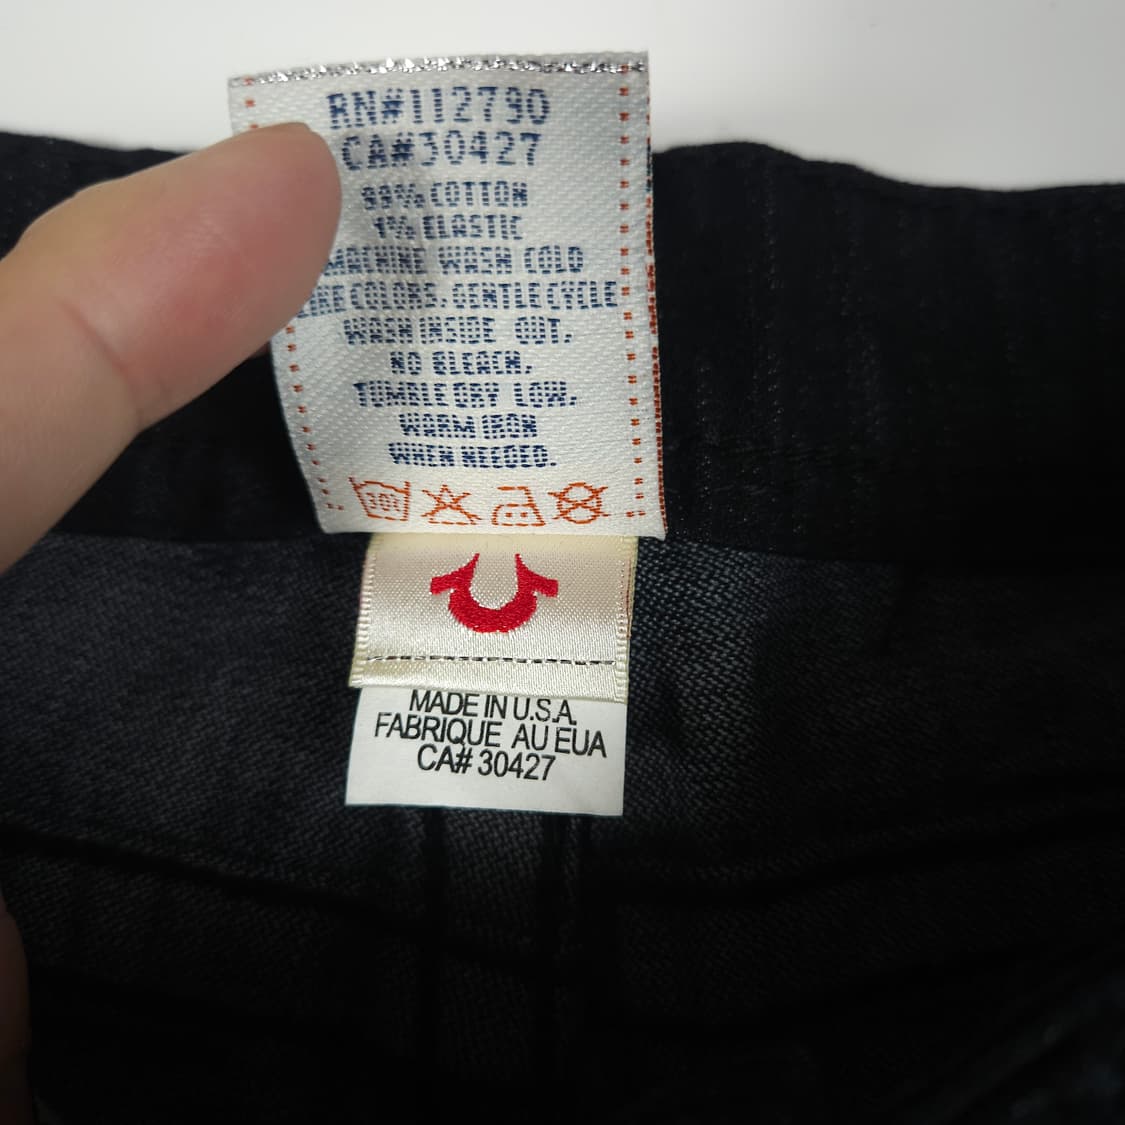 RN#112790
CA#30427
99% COTTON
1% ELASTIC
MACHINE WASH COLD
LIKE COLORS, GENTLE CYCLE
WASH INSIDE OUT.
NO BLEACH.
TUMBLE DRY LOW.
WARM IRON
WHEN NEEDED.
30t
MADE IN U.S.A.
FABRIQUE AU EUA
CA# 30427